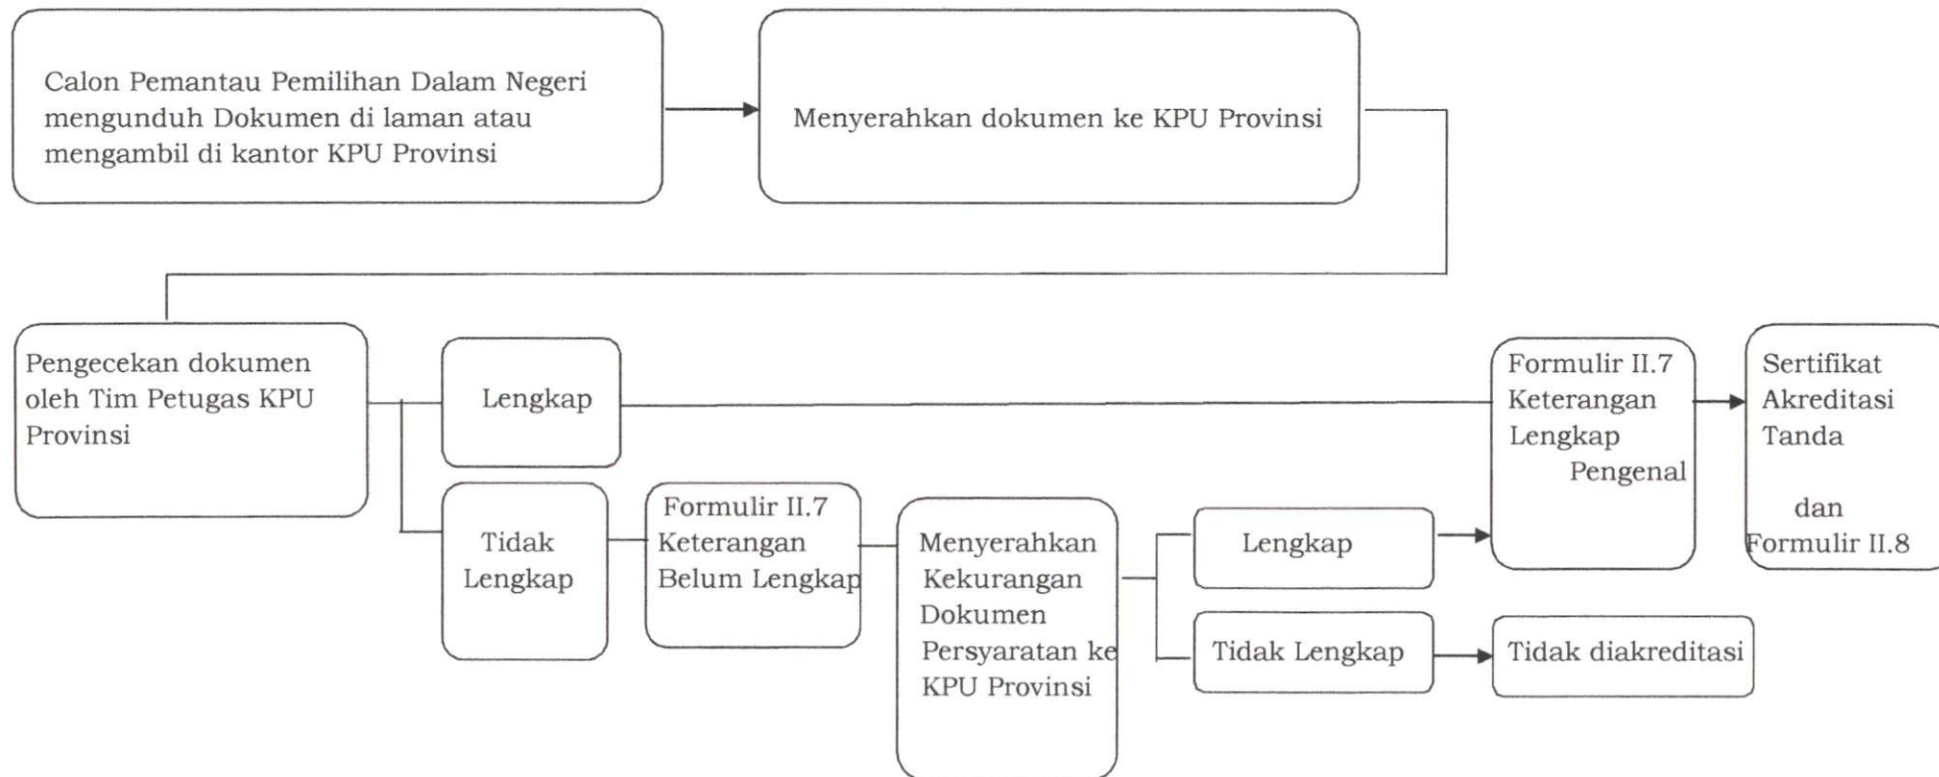 Calon Pemantau Pemilihan Dalam Negeri
mengunduh Dokumen di laman atau
mengambil di kantor KPU Provinsi
Menyerahkan dokumen ke KPU Provinsi
Pengecekan dokumen
oleh Tim Petugas KPU
Provinsi
Lengkap
Formulir II.7
Keterangan
Lengkap
Pengenal
Sertifikat
Akreditasi
Tanda
dan
Formulir II.8
Tidak
Lengkap
Formulir II.7
Keterangan
Belum Lengkap
Menyerahkan
Kekurangan
Dokumen
Persyaratan ke
KPU Provinsi
Lengkap
Tidak Lengkap
Tidak diakreditasi